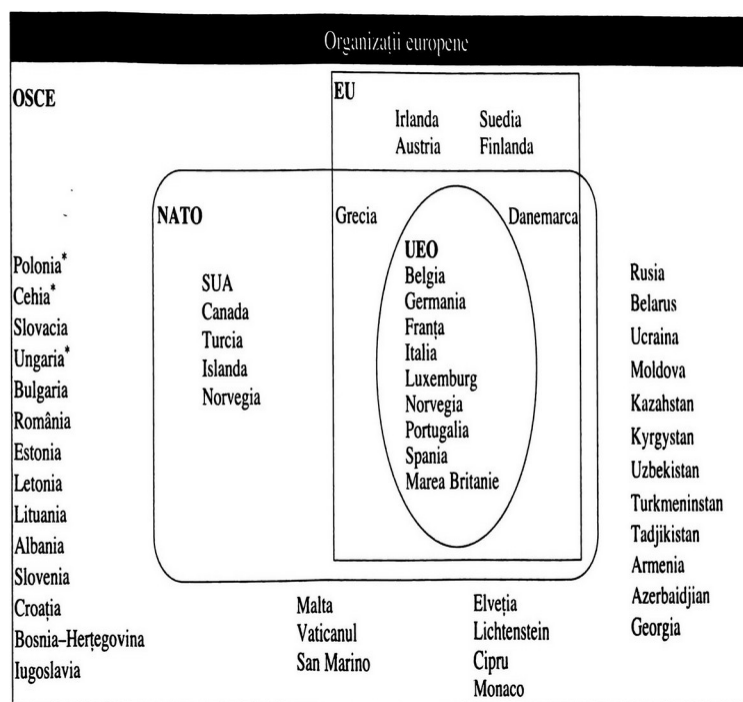 Organizații europene
OSCE
EU
Irlanda Suedia
Austria Finlanda
NATO
Grecia Danemarca
UEO
Belgia
Germania
Franța
Italia
Luxemburg
Norvegia
Portugalia
Spania
Marea Britanie
SUA
Canada
Turcia
Islanda
Norvegia
Polonia*
Cehia*
Slovacia
Ungaria*
Bulgaria
România
Estonia
Letonia
Lituania
Albania
Slovenia
Croația
Bosnia–Herțegovina
Iugoslavia
Malta
Vaticanul
San Marino
Elveția
Lichtenstein
Cipru
Monaco
Rusia
Belarus
Ucraina
Moldova
Kazahstan
Kyrgystan
Uzbekistan
Turkmeninstan
Tadjikistan
Armenia
Azerbaidjian
Georgia